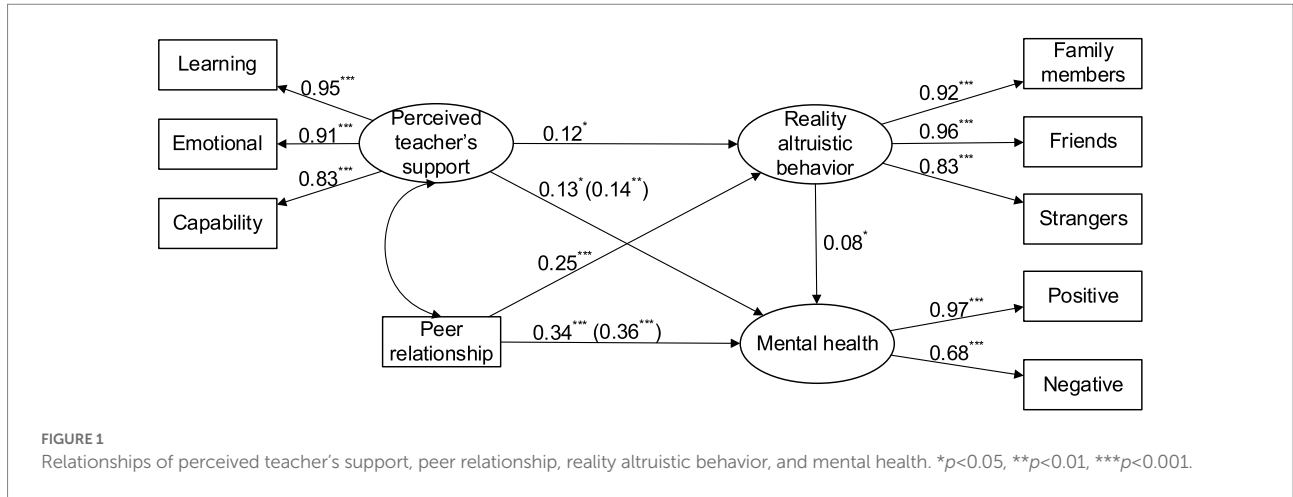 Learning
Emotional
Capability
0.95***
0.91***
0.83***
Perceived
teacher's
support
0.12*
0.13*(0.14**)
0.25***
Peer
relationship
0.34*** (0.36***)
Reality
altruistic
behavior
0.08*
Mental health
0.92***
0.96***
0.83***
Family
members
Friends
Strangers
0.97***
0.68***
Positive
Negative
FIGURE 1
Relationships of perceived teacher's support, peer relationship, reality altruistic behavior, and mental health. *p<0.05, **p<0.01, ***p<0.001.